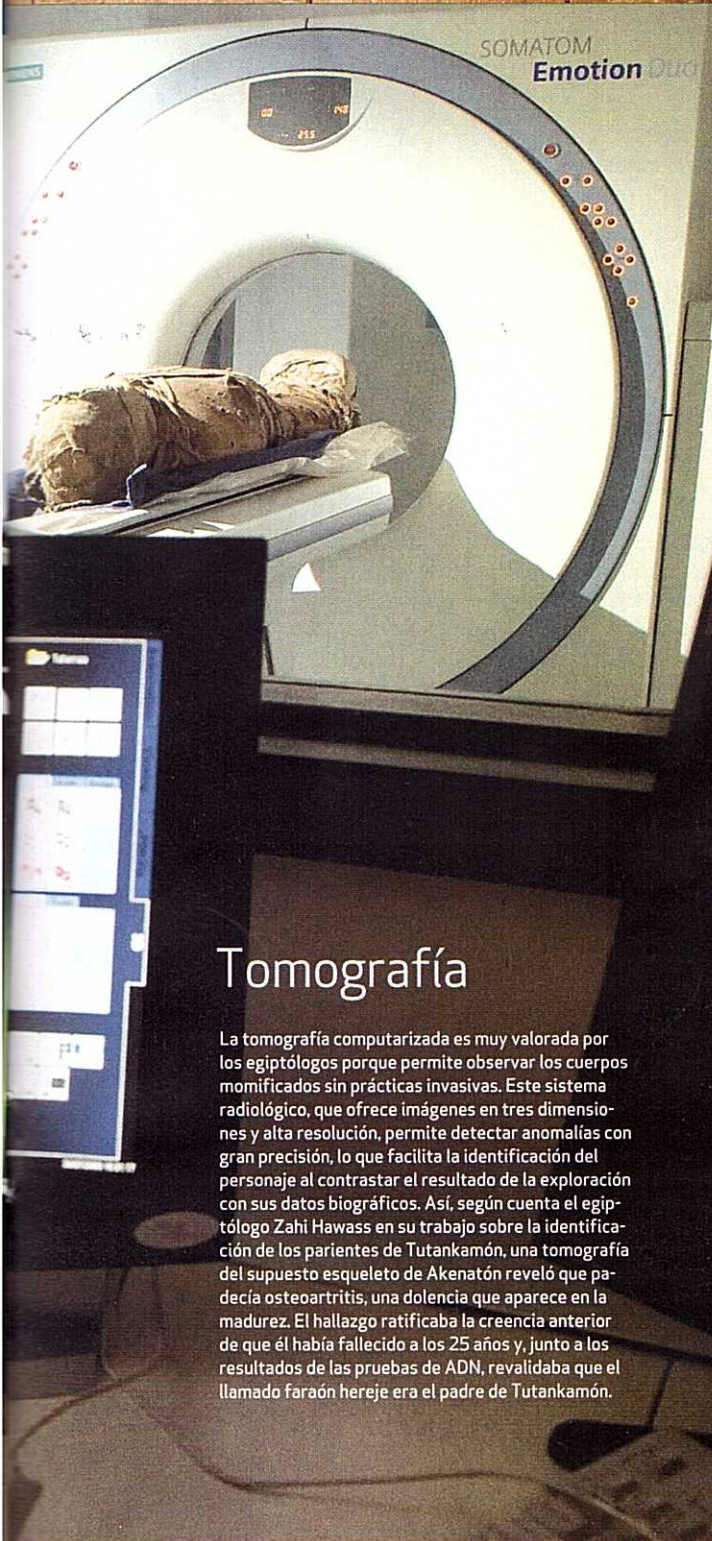 SOMATOM
Emotion Duo
Tomografía
La tomografía computarizada es muy valorada por
los egiptólogos porque permite observar los cuerpos
momificados sin prácticas invasivas. Este sistema
radiológico, que ofrece imágenes en tres dimensio-
nes y alta resolución, permite detectar anomalías con
gran precisión, lo que facilita la identificación del
personaje al contrastar el resultado de la exploración
con sus datos biográficos. Así, según cuenta el egip-
tólogo Zahi Hawass en su trabajo sobre la identifica-
ción de los parientes de Tutankamón, una tomografía
del supuesto esqueleto de Akenatón reveló que pa-
decía osteoartritis, una dolencia que aparece en la
madurez. El hallazgo ratificaba la creencia anterior
de que él había fallecido a los 25 años y, junto a los
resultados de las pruebas de ADN, revalidaba que el
llamado faraón hereje era el padre de Tutankamón.